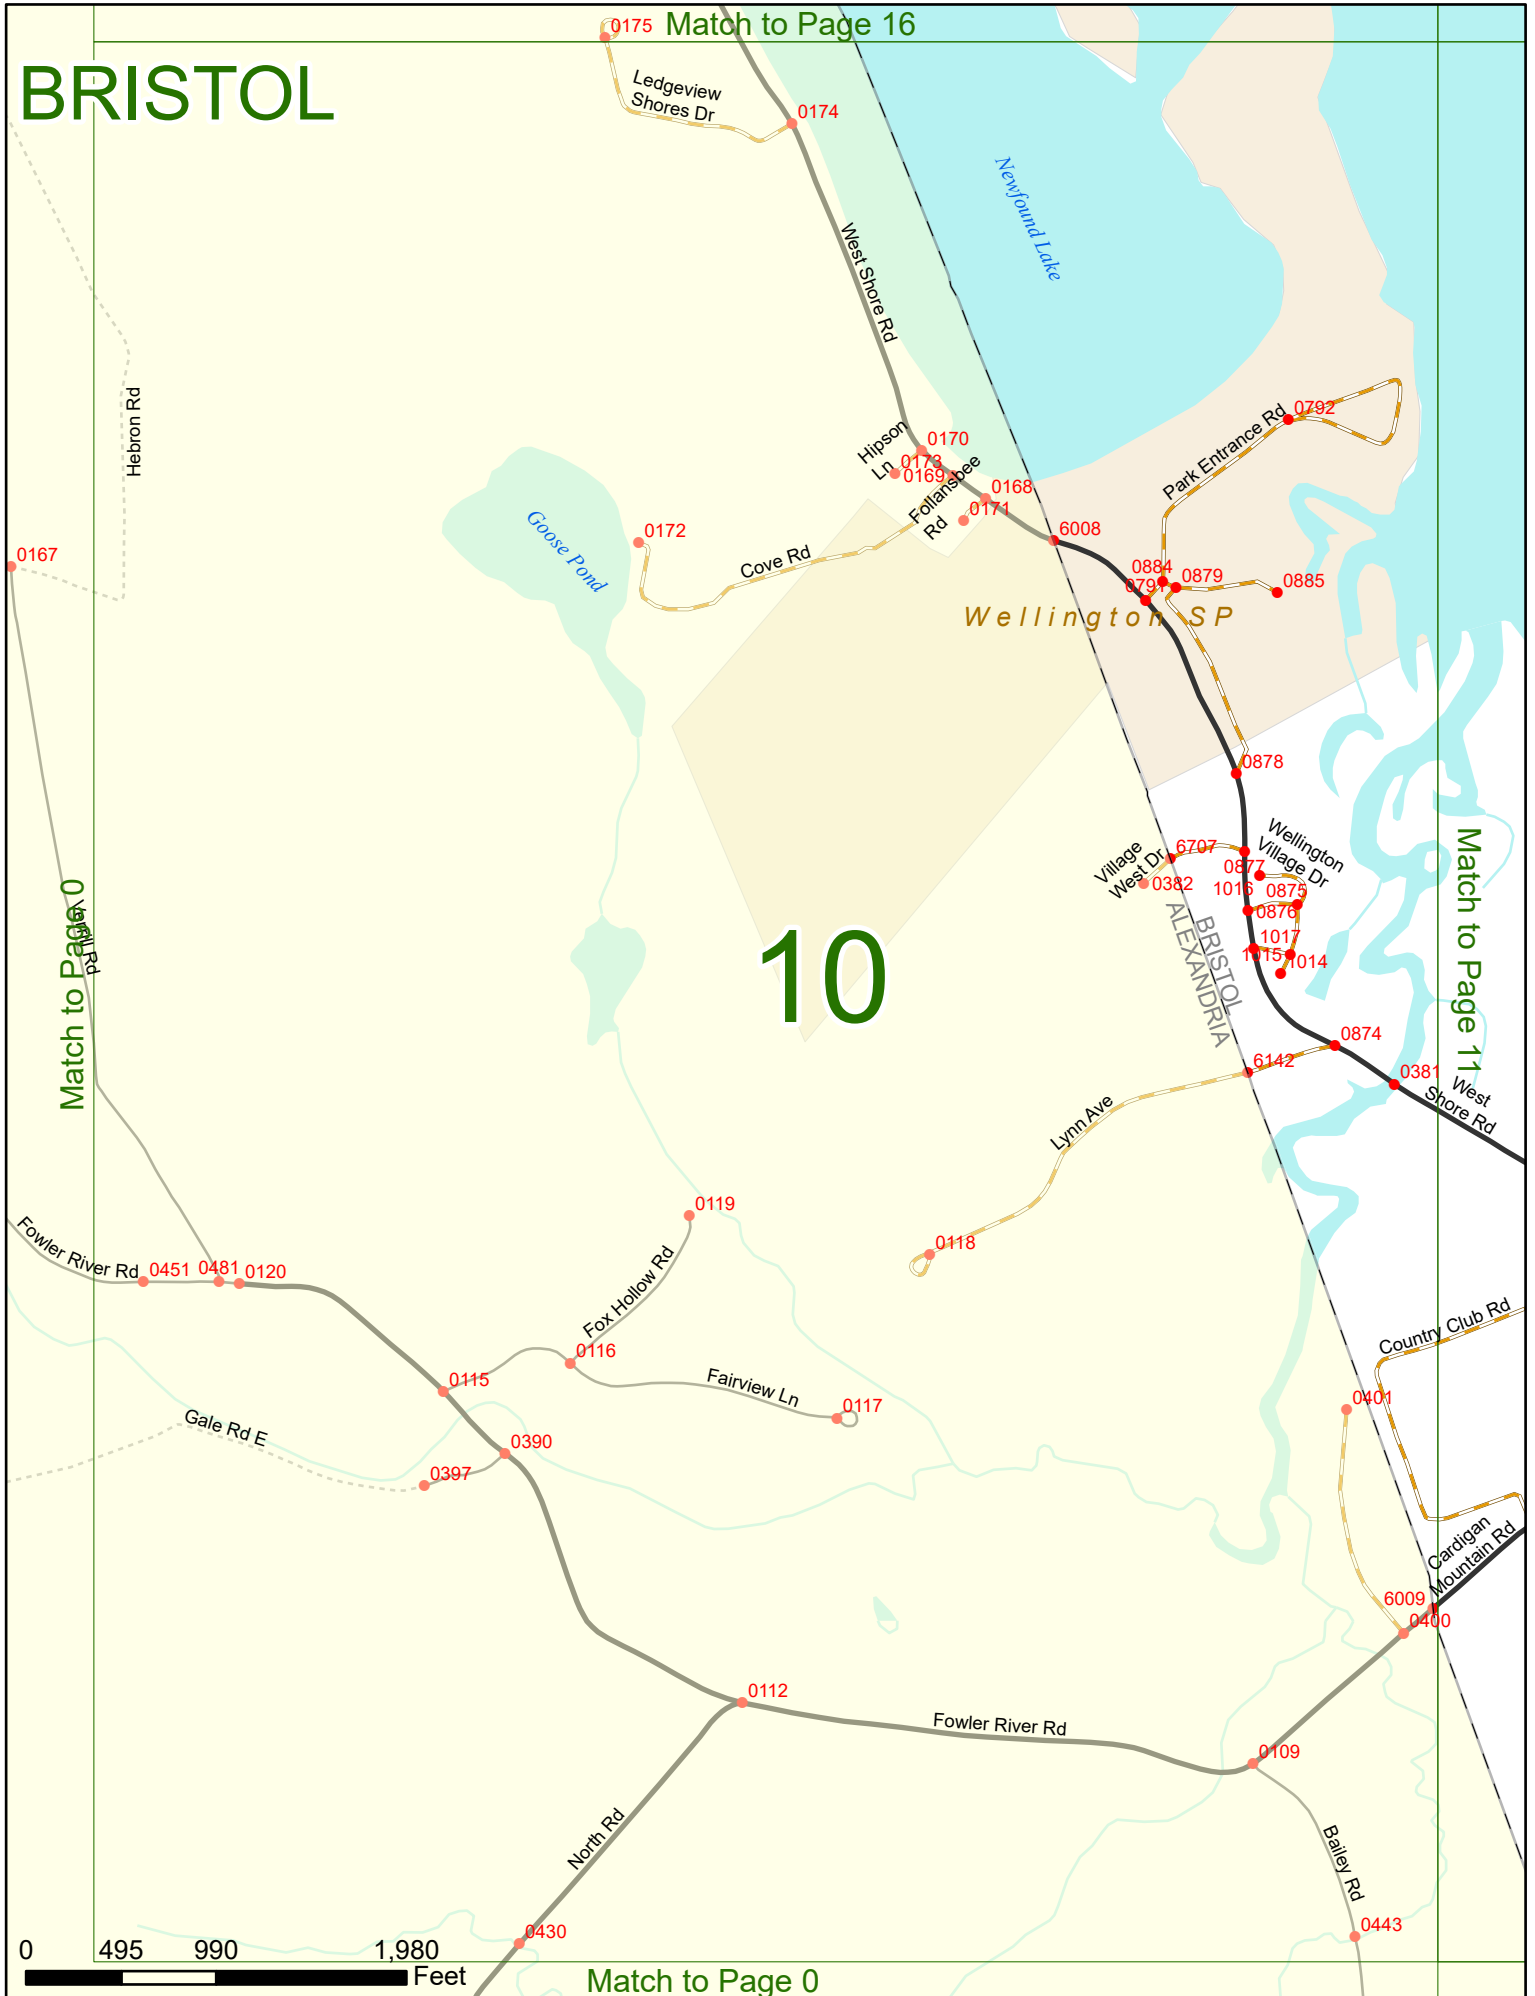 Match to Page 16
BRISTOL
0175
Ledgeview
Shores Dr
0174
Newfound Lake
West Shore Rd
Hebron Rd
0792
Park Entrance Rd
Hipson
Ln
0170
0173
0169
Follansbee
Rd
0168
0171
6008
Goose Pond
0172
Cove Rd
0167
0884
0879
0885
0791
Wellington SP
0878
Wellington
Village Dr
6707
Village
West Dr
0382
0877
1016
0875
0876
1017
1015
1014
BRISTOL
ALEXANDRIA
10
Match to Page 0
Verrill Rd
Match to Page 11
0874
6142
0381
West
Shore Rd
Lynn Ave
0119
0118
Fowler River Rd
0451
0481
0120
Fox Hollow Rd
0116
Country Club Rd
0115
Fairview Ln
0117
0401
Gale Rd E
0390
0397
Cardigan
Mountain Rd
6009
0400
0112
Fowler River Rd
0109
North Rd
Bailey Rd
0430
0443
0 495 990 1,980
Feet
Match to Page 0